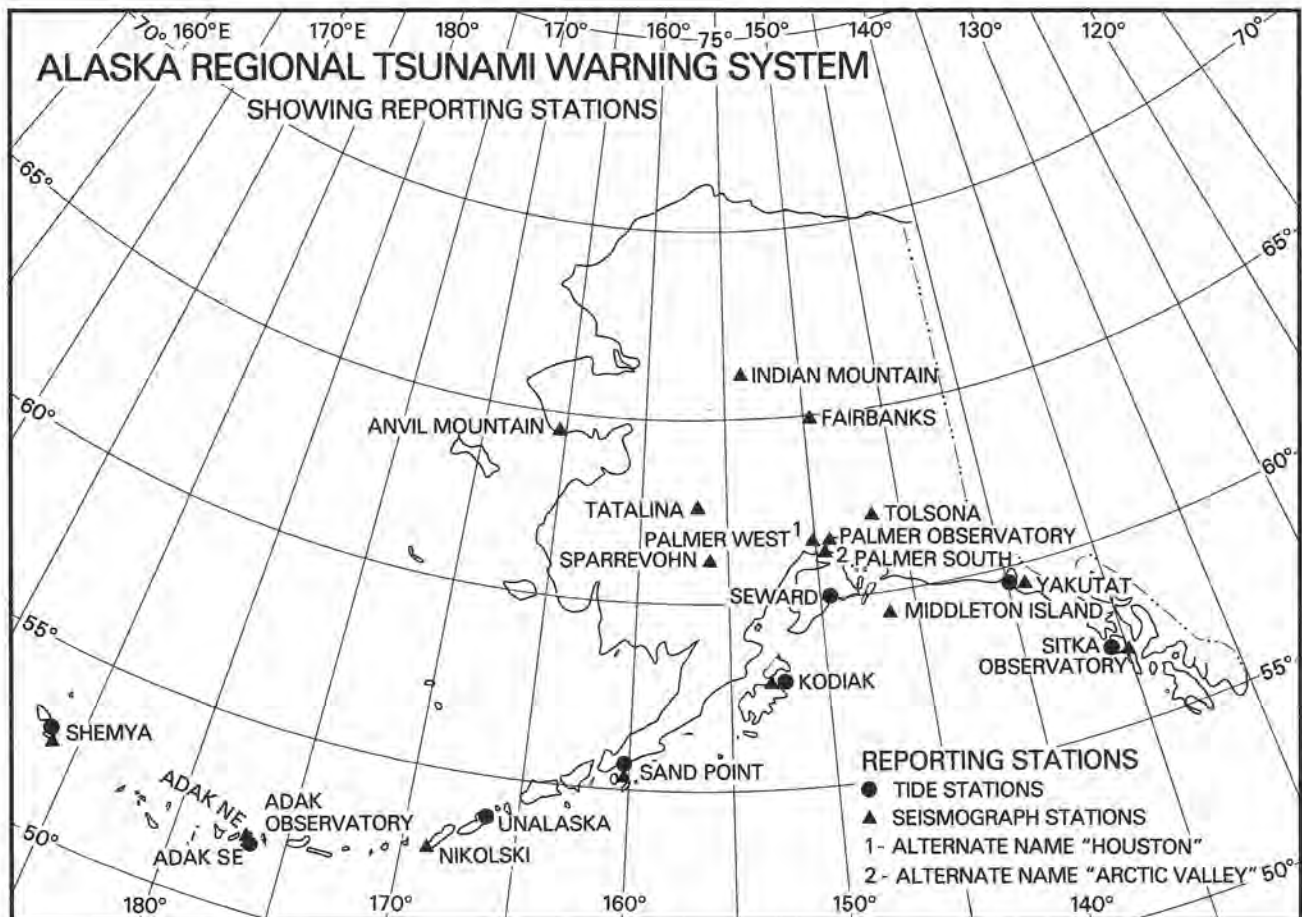 70° 160°E 170°E 180° 170° 160° 75° 150° 140° 130° 120° 70°
ALASKA REGIONAL TSUNAMI WARNING SYSTEM
SHOWING REPORTING STATIONS
65°
65°
INDIAN MOUNTAIN
ANVIL MOUNTAIN
FAIRBANKS
60°
60°
TATALINA
TOLSONA
PALMER WEST 1
PALMER OBSERVATORY
SPARREVOHN
2 PALMER SOUTH
SEWARD
YAKUTAT
MIDDLETON ISLAND
55°
SITKA
OBSERVATORY
55°
KODIAK
SHEMYA
SAND POINT
ADAK NE
ADAK
OBSERVATORY
ADAK SE
UNALASKA
NIKOLSKI
50°
REPORTING STATIONS
TIDE STATIONS
SEISMOGRAPH STATIONS
1 - ALTERNATE NAME "HOUSTON"
2 - ALTERNATE NAME "ARCTIC VALLEY"
50°
180° 170° 160° 150° 140°